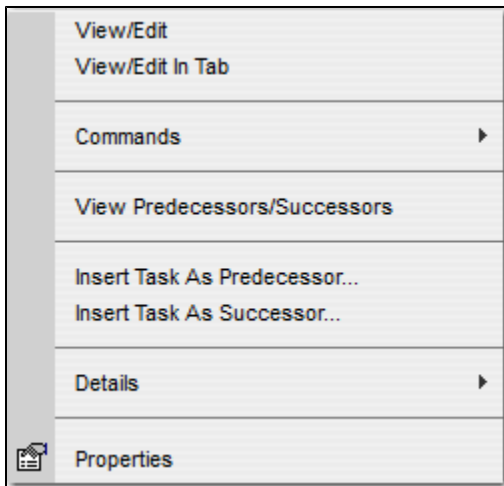 View/Edit
View/Edit In Tab
Commands
View Predecessors/Successors
Insert Task As Predecessor...
Insert Task As Successor...
Details
Properties